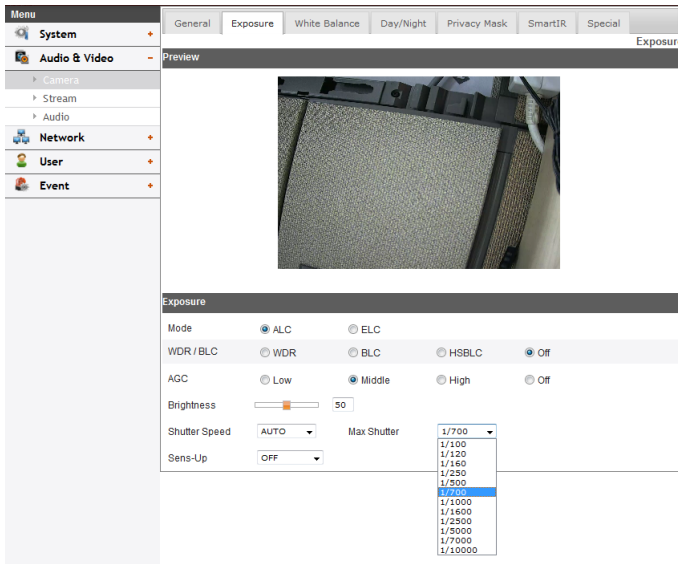 Menu
System +
Audio & Video -
Camera
Stream
Audio
Network +
User +
Event +
General Exposure White Balance Day/Night Privacy Mask SmartIR Special
Exposure
Preview
Exposure
Mode ALC ELC
WDR / BLC WDR BLC HSBLC Off
AGC Low Middle High Off
Brightness 50
Shutter Speed AUTO Max Shutter 1/700
Sens-Up OFF
1/100
1/120
1/160
1/250
1/500
1/700
1/1000
1/1600
1/2500
1/5000
1/7000
1/10000